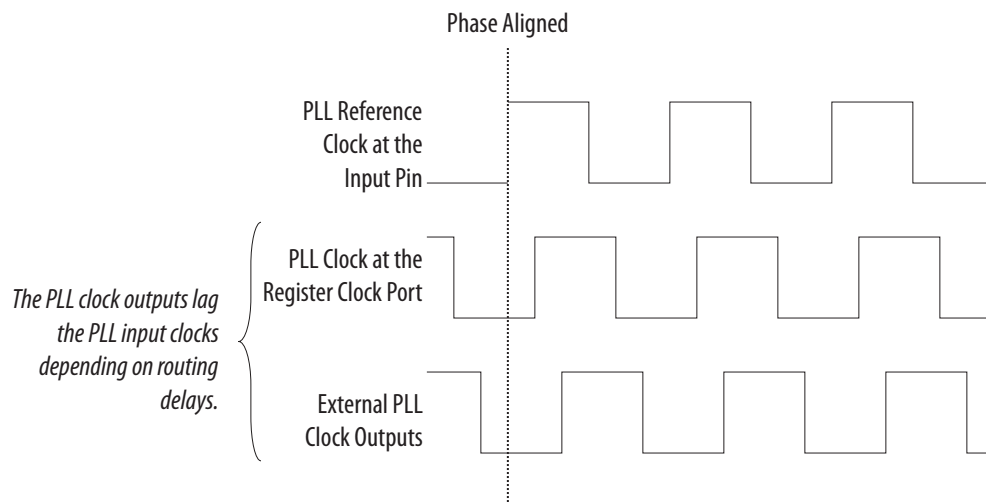 Phase Aligned
PLL Reference
Clock at the
Input Pin
PLL Clock at the
Register Clock Port
The PLL clock outputs lag
the PLL input clocks
depending on routing
delays.
External PLL
Clock Outputs